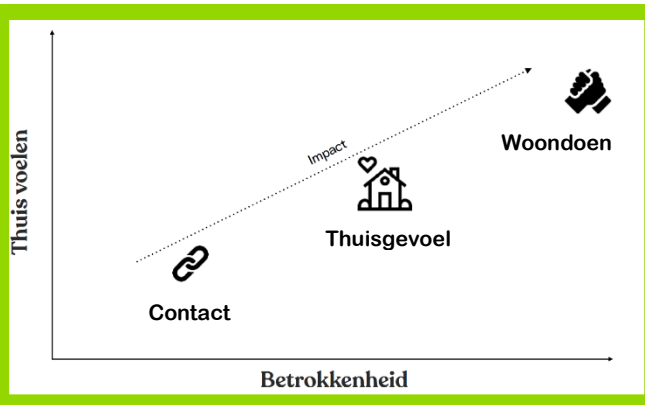 Thuis voelen
Impact
Woondoen
Thuisgevoel
Contact
Betrokkenheid